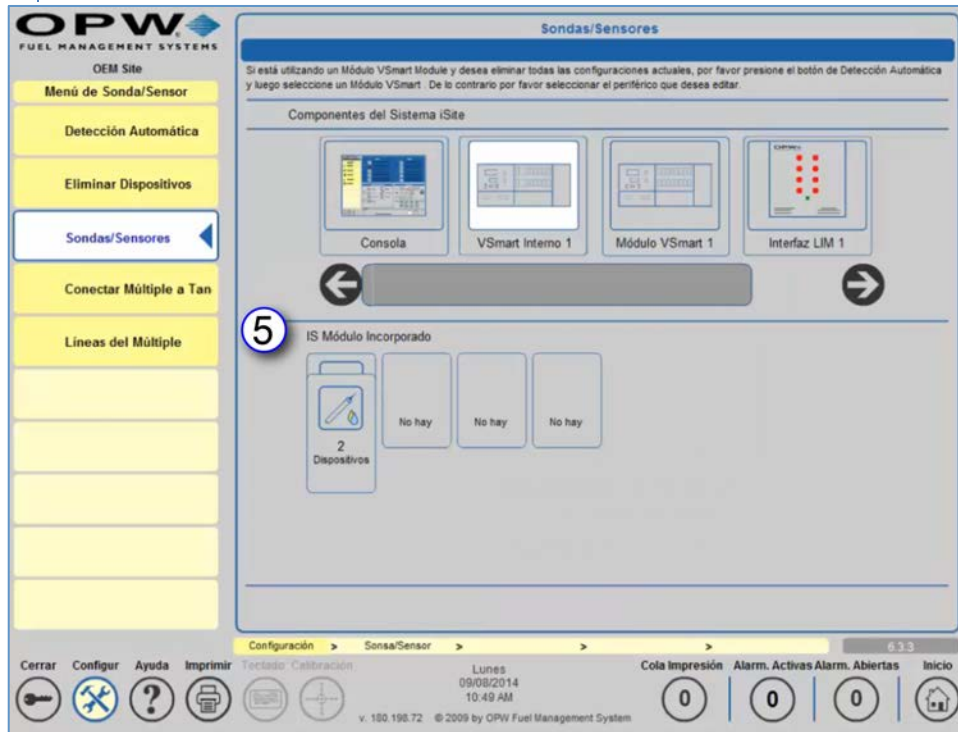 OPW
FUEL MANAGEMENT SYSTEMS
OEM Site
Menú de Sonda/Sensor
Detección Automática
Eliminar Dispositivos
Sondas/Sensores
Conectar Múltiple a Tan
Líneas del Múltiple
Sondas/Sensores
Si está utilizando un Módulo VSmart Module y desea eliminar todas las configuraciones actuales, por favor presione el botón de Detección Automática
y luego seleccione un Módulo VSmart . De lo contrario por favor seleccionar el periférico que desea editar.
Componentes del Sistema iSite
Consola
VSmart Interno 1
Módulo VSmart 1
OPW
Interfaz LIM 1
5
IS Módulo Incorporado
2
Dispositivos
No hay
No hay
No hay
Configuración > Sonsa/Sensor > > >
6.3.3
Cerrar Configur Ayuda Imprimir Teclado Calibración
Lunes
09/08/2014
10:49 AM
v. 180.198.72 © 2009 by OPW Fuel Management System
Cola Impresión Alarm. Activas Alarm. Abiertas Inicio
0 0 0